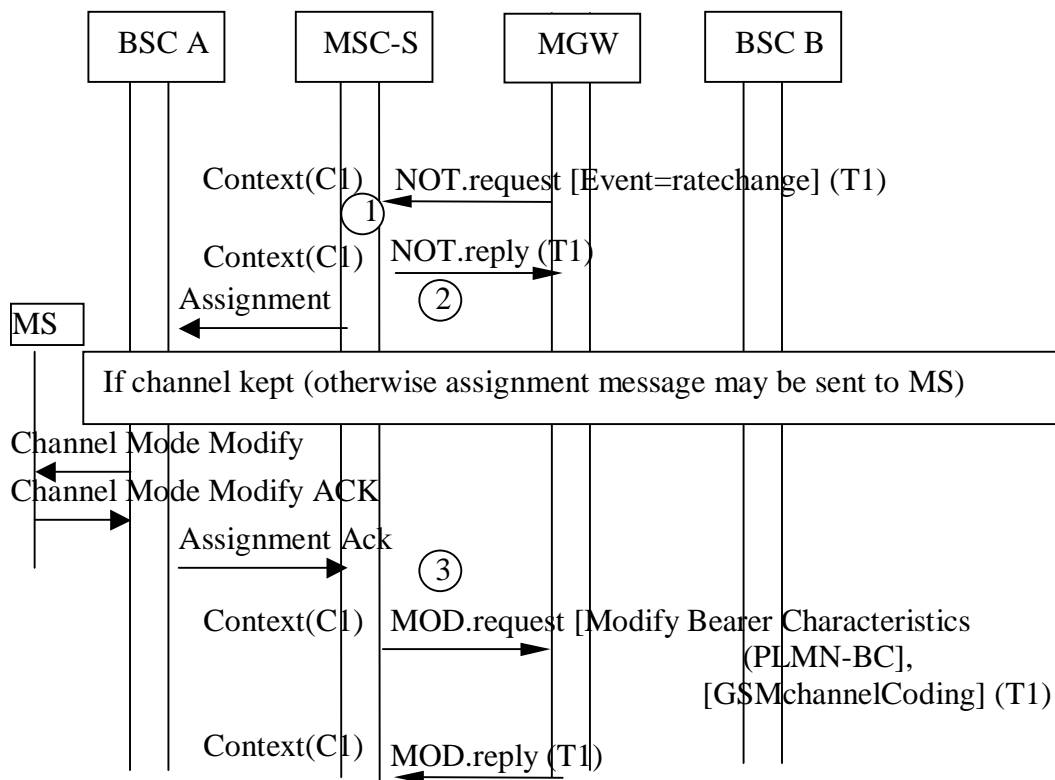 BSC A
MSC-S
MGW
BSC B
Context(C1)
NOT.request [Event=ratechange] (T1)
1
Context(C1)
NOT.reply (T1)
2
Assignment
MS
If channel kept (otherwise assignment message may be sent to MS)
Channel Mode Modify
Channel Mode Modify ACK
Assignment Ack
3
Context(C1)
MOD.request [Modify Bearer Characteristics
(PLMN-BC],
[GSMchannelCoding] (T1)
Context(C1)
MOD.reply (T1)